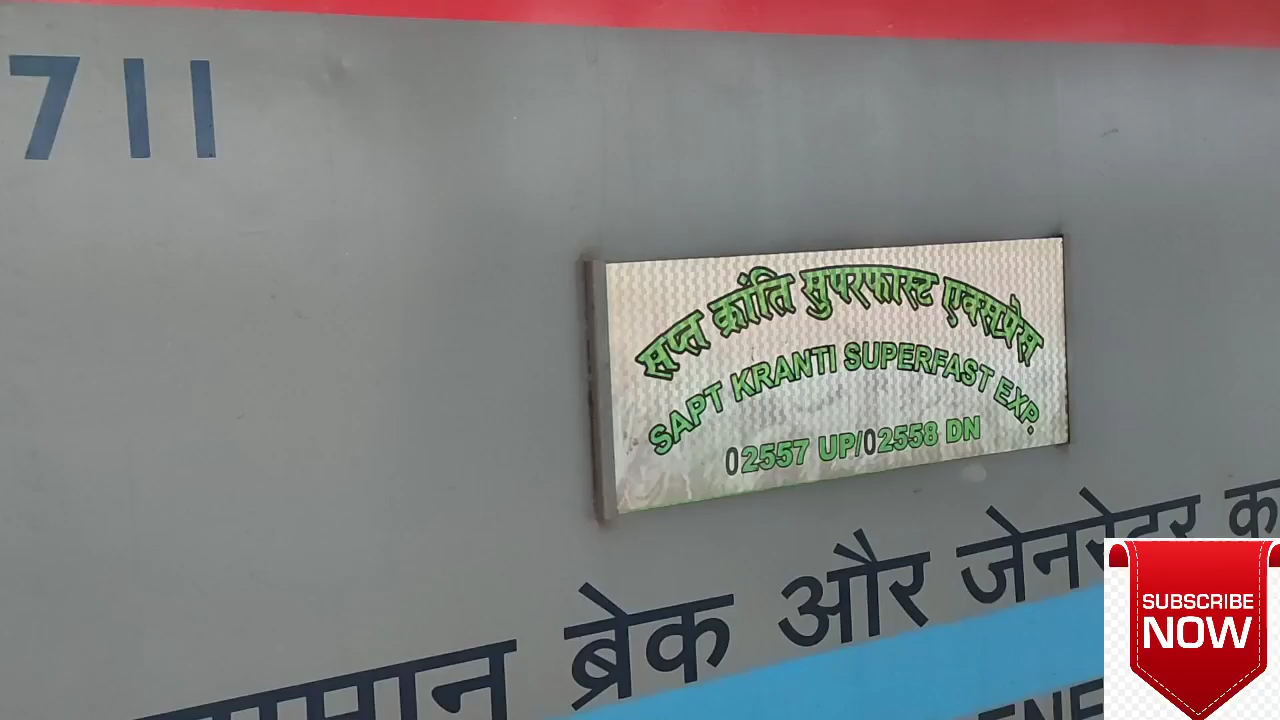 711
सप्त क्रांति सुपरफास्ट एक्सप्रेस
SAPT KRANTI SUPERFAST EXP.
02557 UP/02558 DN
ब्रेक और जेनरेटर
SUBSCRIBE
NOW